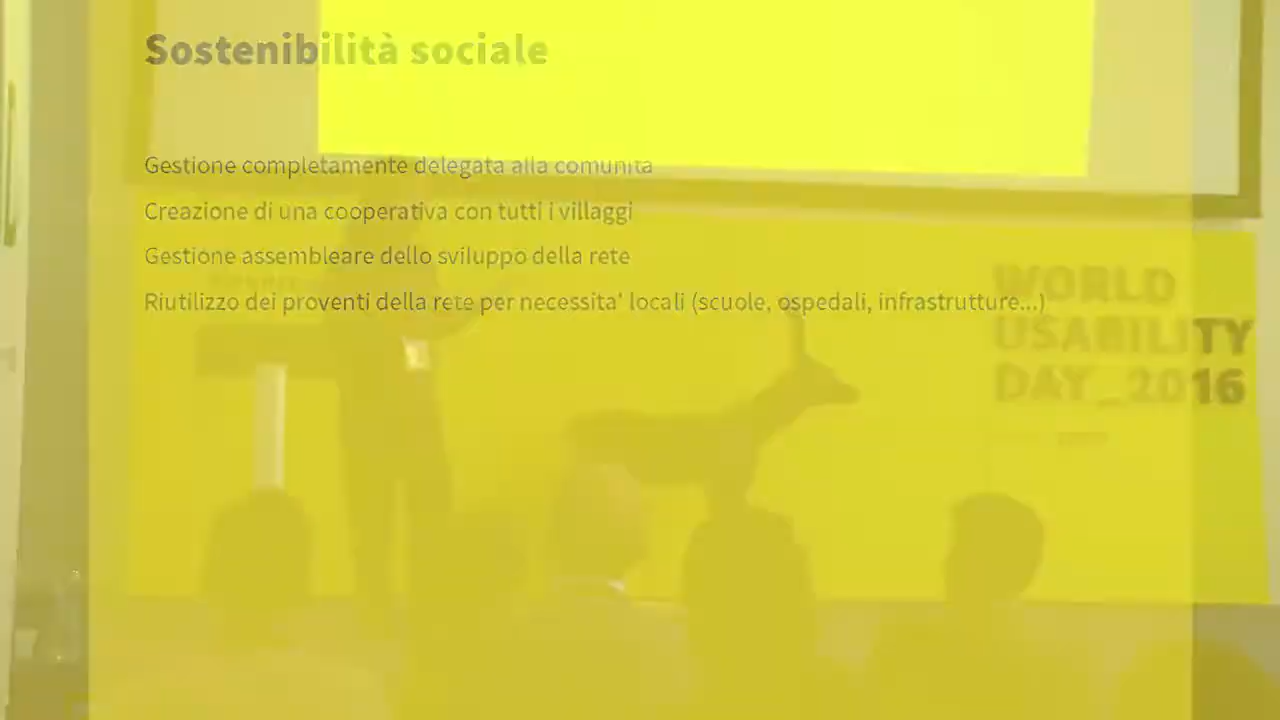 Sostenibilità sociale
Gestione completamente delegata alla comunita
Creazione di una cooperativa con tutti i villaggi
Gestione assembleare dello sviluppo della rete
Riutilizzo dei proventi della rete per necessita' locali (scuole, ospedali, infrastrutture...)
WORLD
USABILITY
DAY_2016